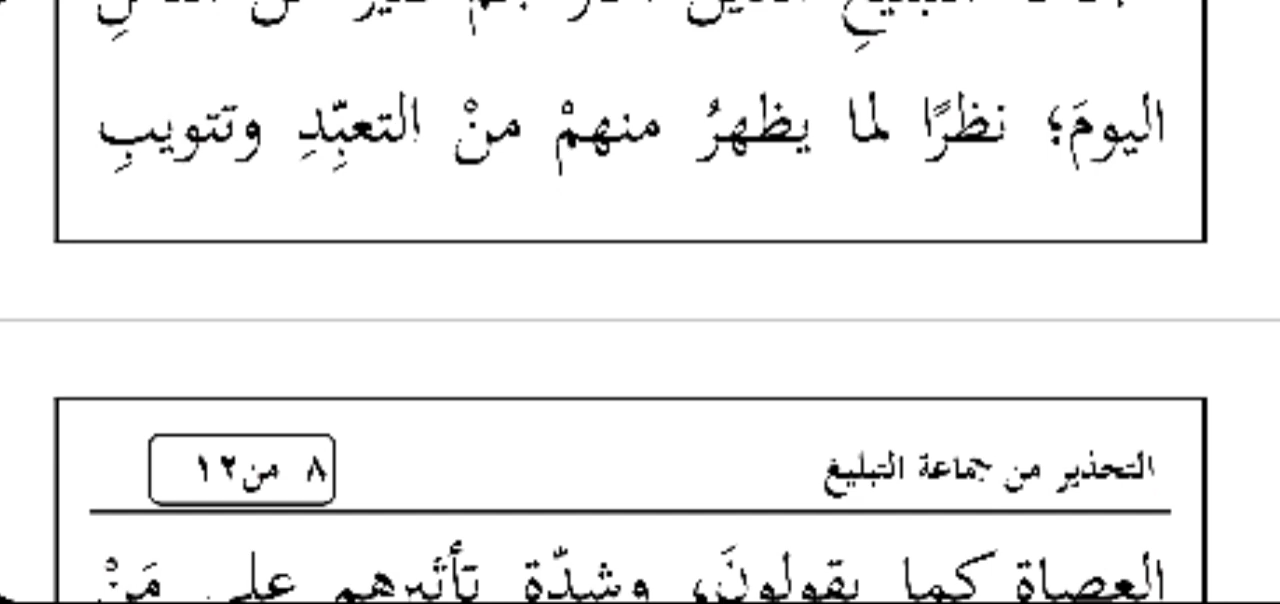 التبليغِ
اليومَ؛ نظرًا لما يظهرُ منهمْ منْ التعبِّدِ وتتويبِ
التحذير من جماعة التبليغ
٨ من ١٢
العصاة كما يقولونَ، وشدّة تأثيرهم على مَنْ